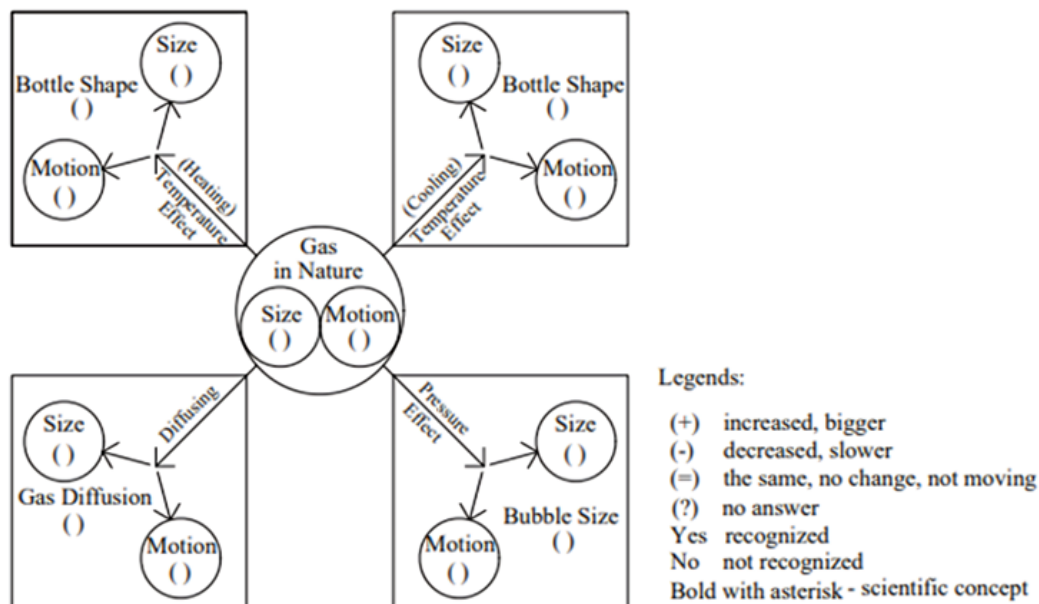 Size
( )
Bottle Shape
( )
Motion
( )
(Heating)
Temperature
Effect
Size
( )
Bottle Shape
( )
Motion
( )
(Cooling)
Temperature
Effect
Gas
in Nature
Size
( )
Motion
( )
Diffusing
Size
( )
Gas Diffusion
( )
Motion
( )
Pressure
Effect
Size
( )
Bubble Size
( )
Motion
( )
Legends:
(+) increased, bigger
(-) decreased, slower
(=) the same, no change, not moving
(?) no answer
Yes recognized
No not recognized
Bold with asterisk - scientific concept